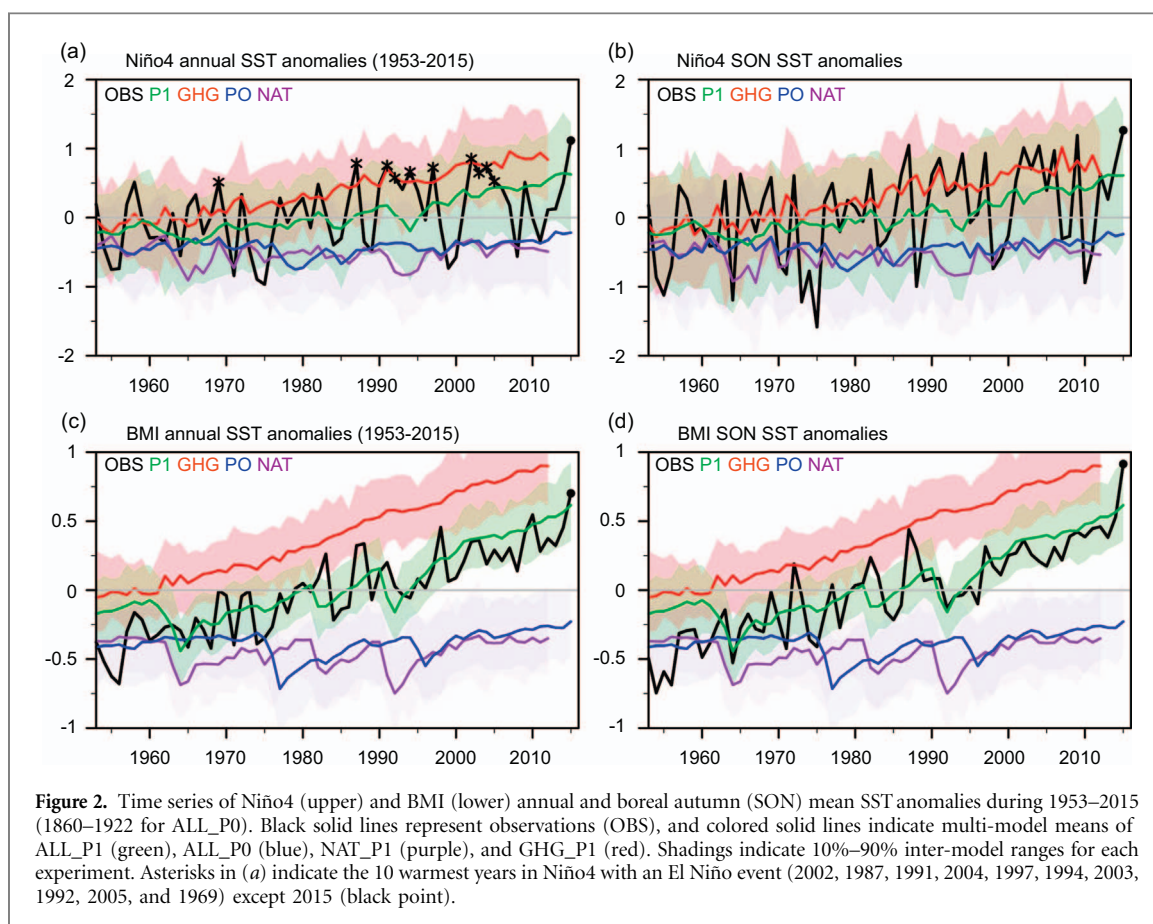 (a) Niño4 annual SST anomalies (1953-2015)
OBS P1 GHG PO NAT
2
1
0
-1
-2
1960 1970 1980 1990 2000 2010
(b) Niño4 SON SST anomalies
OBS P1 GHG PO NAT
2
1
0
-1
-2
1960 1970 1980 1990 2000 2010
(c) BMI annual SST anomalies (1953-2015)
OBS P1 GHG PO NAT
1
0.5
0
-0.5
-1
1960 1970 1980 1990 2000 2010
(d) BMI SON SST anomalies
OBS P1 GHG PO NAT
1
0.5
0
-0.5
-1
1960 1970 1980 1990 2000 2010
Figure 2. Time series of Niño4 (upper) and BMI (lower) annual and boreal autumn (SON) mean SST anomalies during 1953–2015
(1860–1922 for ALL_P0). Black solid lines represent observations (OBS), and colored solid lines indicate multi-model means of
ALL_P1 (green), ALL_P0 (blue), NAT_P1 (purple), and GHG_P1 (red). Shadings indicate 10%–90% inter-model ranges for each
experiment. Asterisks in (a) indicate the 10 warmest years in Niño4 with an El Niño event (2002, 1987, 1991, 2004, 1997, 1994, 2003,
1992, 2005, and 1969) except 2015 (black point).